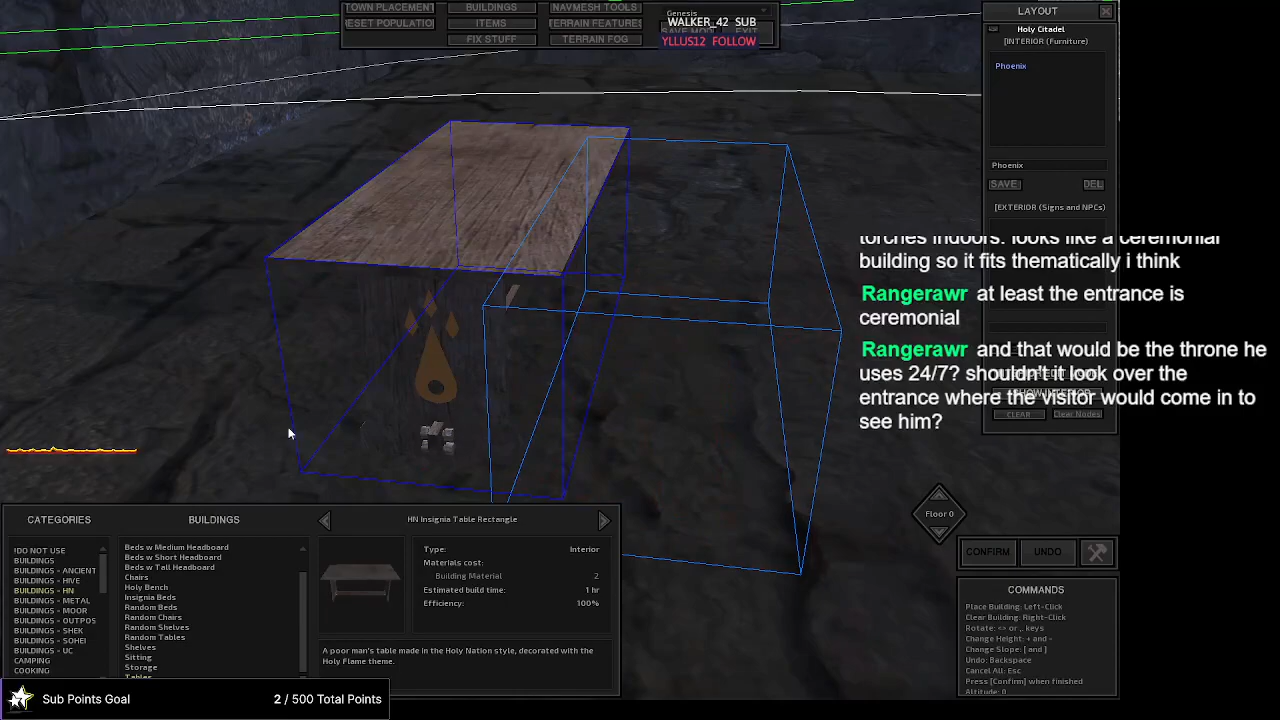 TOWN PLACEMENT
RESET POPULATION
BUILDINGS
ITEMS
FIX STUFF
NAVMESH TOOLS
TERRAIN FEATURES
TERRAIN FOG
Genesis
WALKER_42 SUB
SAVE MOD EXIT
YLLUS12 FOLLOW
LAYOUT
Holy Citadel
[INTERIOR (Furniture)
Phoenix
Phoenix
SAVE
DEL
[EXTERIOR (Signs and NPCs)
torches indoors. looks like a ceremonial
building so it fits thematically i think
Rangerawr at least the entrance is
ceremonial
Rangerawr and that would be the throne he
uses 24/7? shouldn't it look over the
entrance where the visitor would come in to
see him?
SHOW INTERIOR
CLEAR
Clear Nodes
Floor 0
CONFIRM
UNDO
COMMANDS
Place Building: Left-Click
Clear Building: Right-Click
Rotate: <> or ,. keys
Change Height: + and -
Change Slope: [ and ]
Undo: Backspace
Cancel All: Esc
Press [Confirm] when finished
Altitude: 0
CATEGORIES
!DO NOT USE
BUILDINGS
BUILDINGS - ANCIENT
BUILDINGS - HIVE
BUILDINGS - HN
BUILDINGS - METAL
BUILDINGS - MOOR
BUILDINGS - OUTPOS
BUILDINGS - SHEK
BUILDINGS - SOHEI
BUILDINGS - UC
CAMPING
COOKING
BUILDINGS
Beds w Medium Headboard
Beds w Short Headboard
Beds w Tall Headboard
Chairs
Holy Bench
Insignia Beds
Random Beds
Random Chairs
Random Shelves
Random Tables
Shelves
Sitting
Storage
Tables
HN Insignia Table Rectangle
Type: Interior
Materials cost:
Building Material 2
Estimated build time: 1 hr
Efficiency: 100%
A poor man's table made in the Holy Nation style, decorated with the
Holy Flame theme.
Sub Points Goal
2 / 500 Total Points